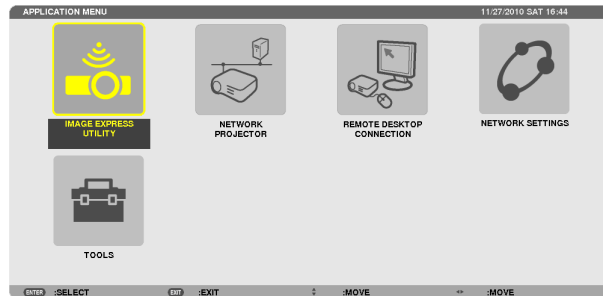 APPLICATION MENU 11/27/2010 SAT 16:44
IMAGE EXPRESS
UTILITY
NETWORK
PROJECTOR
REMOTE DESKTOP
CONNECTION
NETWORK SETTINGS
TOOLS
ENTER :SELECT EXIT :EXIT :MOVE :MOVE